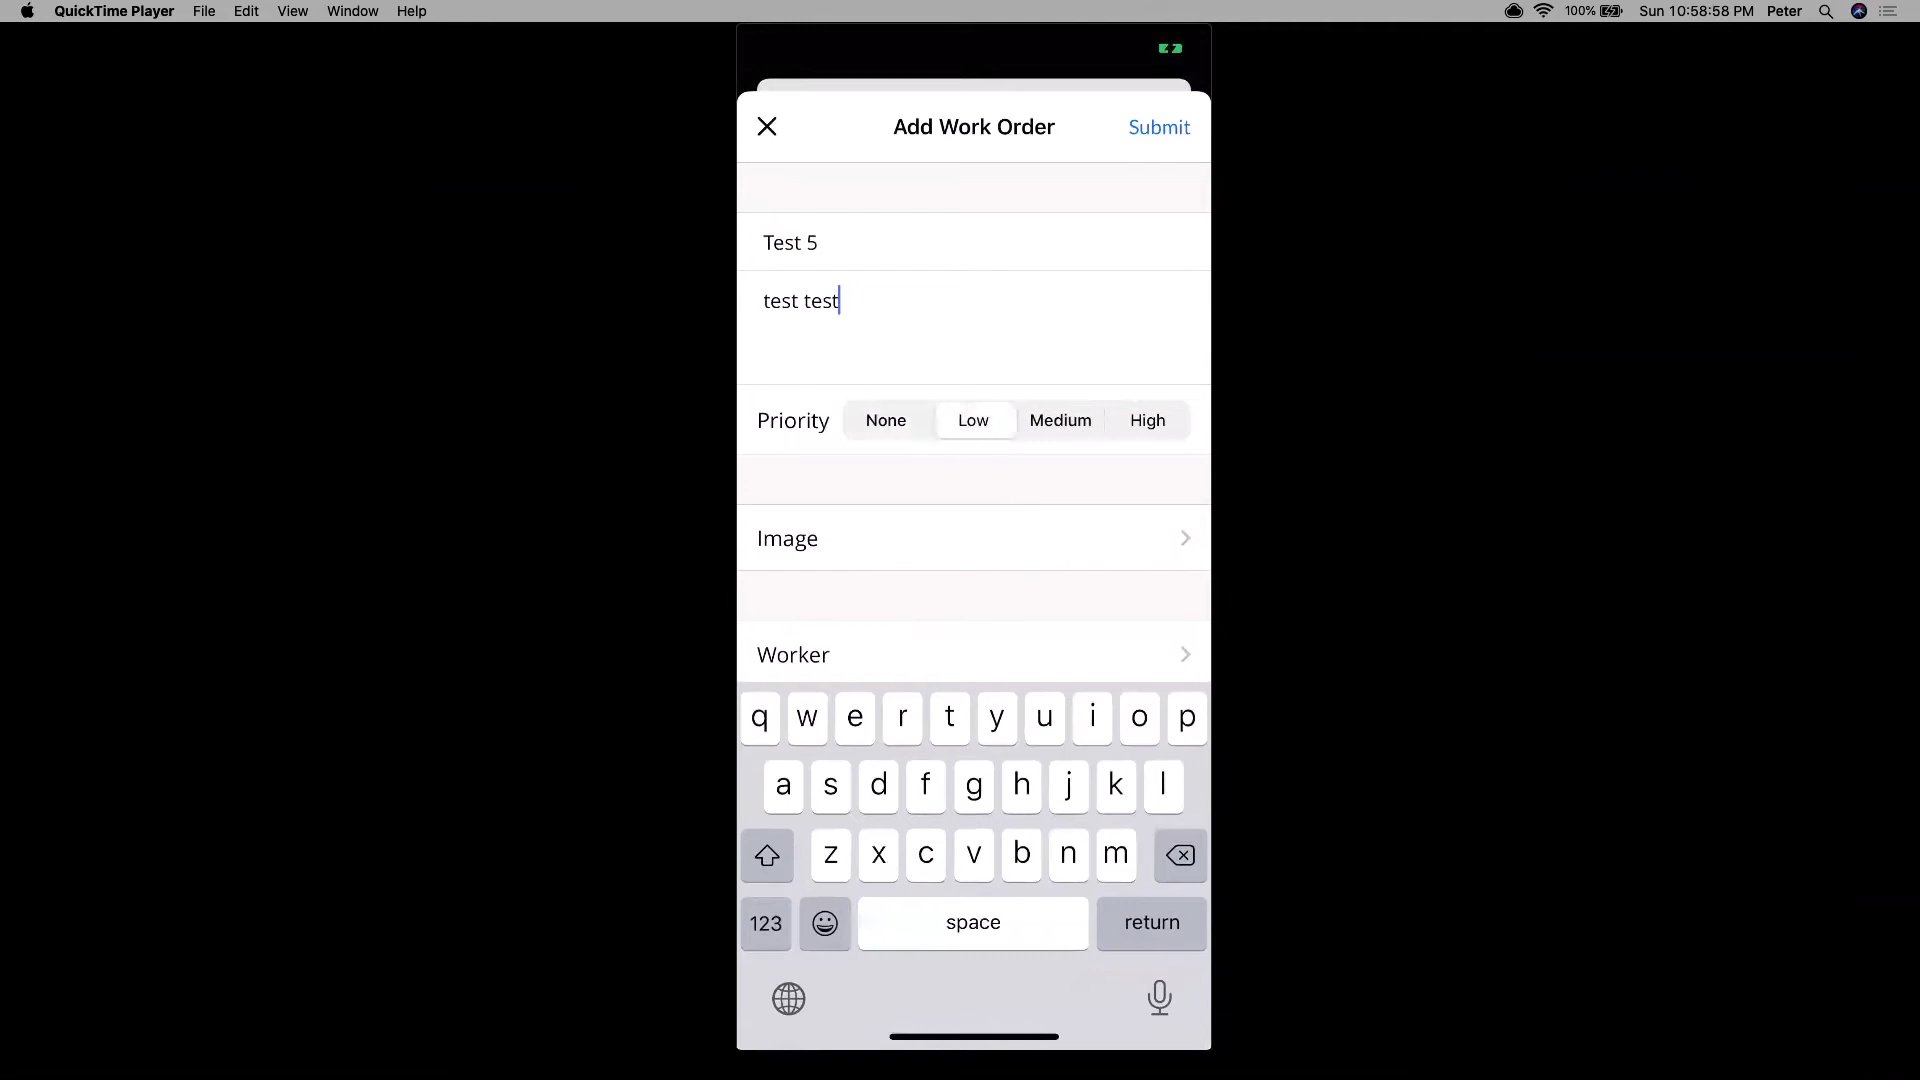 QuickTime Player File Edit View Window Help 100% Sun 10:58:58 PM Peter
Add Work Order Submit
Test 5
test test
Priority None Low Medium High
Image
Worker
q w e r t y u i o p
a s d f g h j k l
z x c v b n m
123 space return